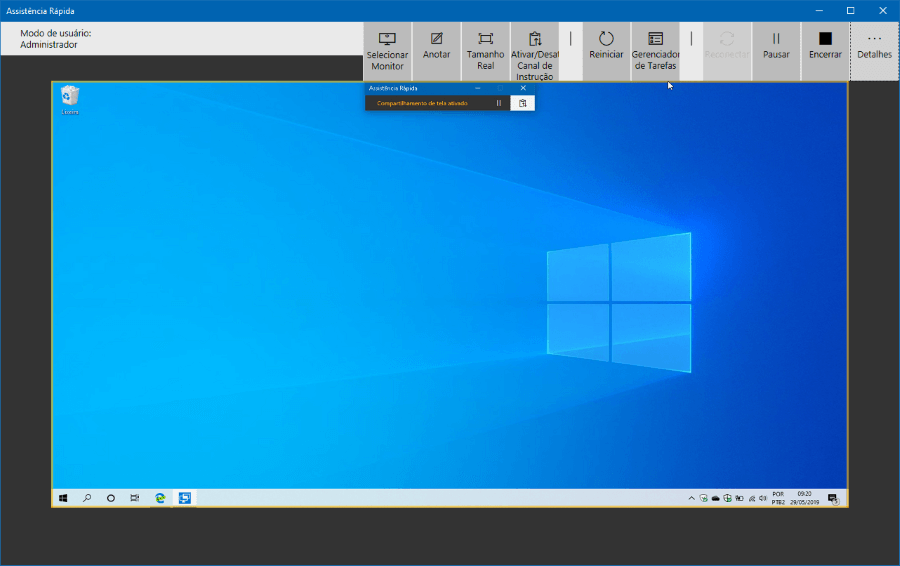 Assistência Rápida
Modo de usuário:
Administrador
Selecionar
Monitor
Anotar
Tamanho
Real
Ativar/Desat
Canal de
Instrução
Reiniciar
Gerenciador
de Tarefas
Reconectar
Pausar
Encerrar
Detalhes
Assistência Rápida
Compartilhamento de tela ativado
Lixeira
POR
PTB2
09:20
29/05/2019